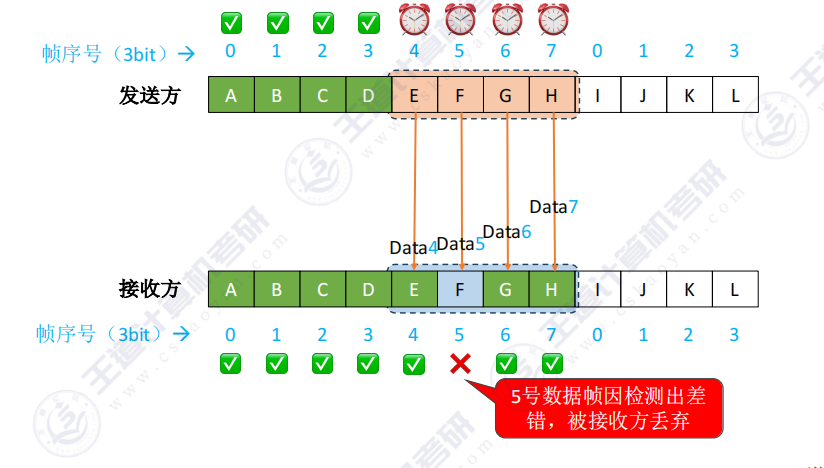 帧序号（3bit）→ 0 1 2 3 4 5 6 7 0 1 2 3
发送方 A B C D E F G H I J K L
Data7
Data6
Data4 Data5
接收方 A B C D E F G H I J K L
帧序号（3bit）→ 0 1 2 3 4 5 6 7 0 1 2 3
5号数据帧因检测出差
错，被接收方丢弃
王道计算机考研
www.cskaoyan.com